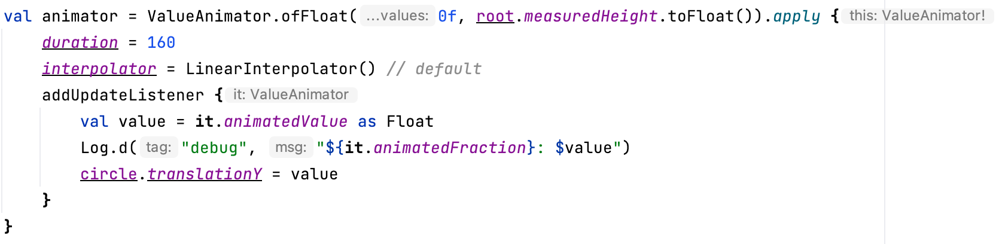 val animator = ValueAnimator.ofFloat( ...values: 0f, root.measuredHeight.toFloat()).apply { this: ValueAnimator!
    duration = 160
    interpolator = LinearInterpolator() // default
    addUpdateListener { it: ValueAnimator
        val value = it.animatedValue as Float
        Log.d( tag: "debug", msg: "${it.animatedFraction}: $value")
        circle.translationY = value
    }
}